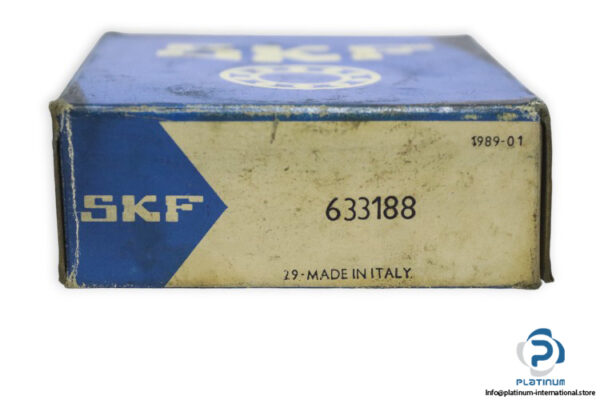 SKF
1989-01
SKF
633188
29-MADE IN ITALY.
PLATINUM
Info@platinum-international.store